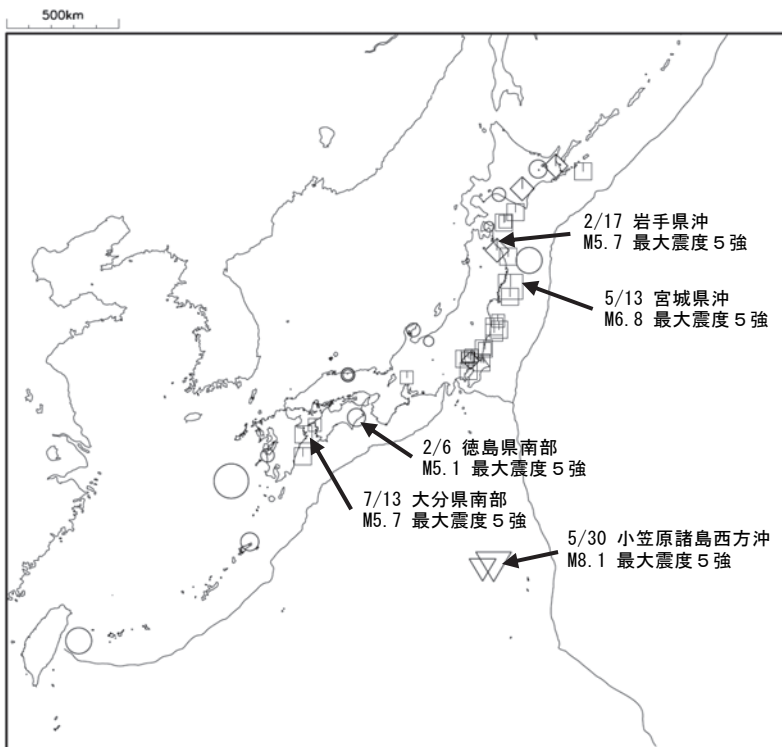 500km
2/17 岩手県沖
M5.7 最大震度５強
5/13 宮城県沖
M6.8 最大震度５強
2/6 徳島県南部
M5.1 最大震度５強
7/13 大分県南部
M5.7 最大震度５強
5/30 小笠原諸島西方沖
M8.1 最大震度５強